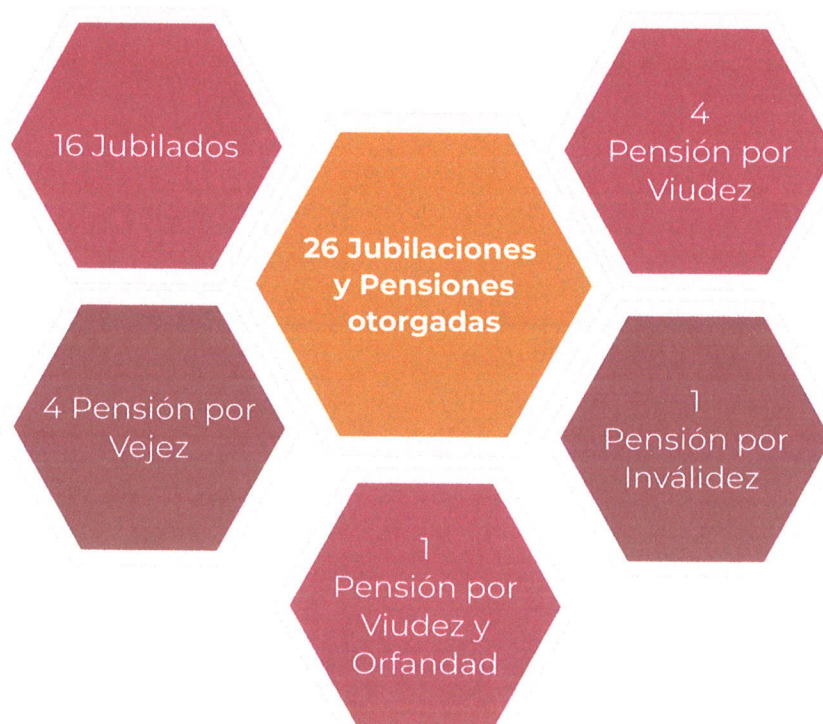 16 Jubilados
4
Pensión por
Viudez
26 Jubilaciones
y Pensiones
otorgadas
4 Pensión por
Vejez
1
Pensión por
Inválidez
1
Pensión por
Viudez y
Orfandad